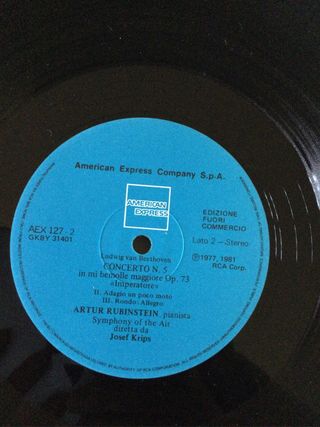 American Express Company S.p.A.
AMERICAN
EXPRESS
AEX 127-2
GKBY 31401
EDIZIONE
FUORI
COMMERCIO
Lato 2 - Stereo
℗1977, 1981
RCA Corp.
Ludwig van Beethoven
CONCERTO N. 5
in mi bemolle maggiore Op. 73
«Imperatore»
II. Adagio un poco moto
III. Rondo: Allegro
ARTUR RUBINSTEIN, pianista
Symphony of the Air
diretta da
Josef Krips